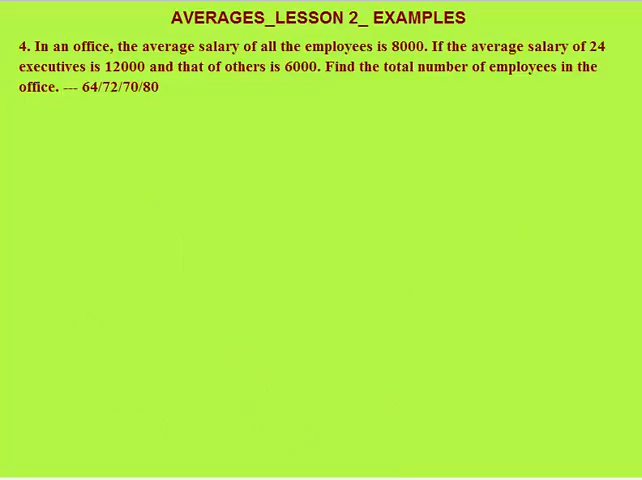 AVERAGES_LESSON 2_ EXAMPLES
4. In an office, the average salary of all the employees is 8000. If the average salary of 24
executives is 12000 and that of others is 6000. Find the total number of employees in the
office. --- 64/72/70/80